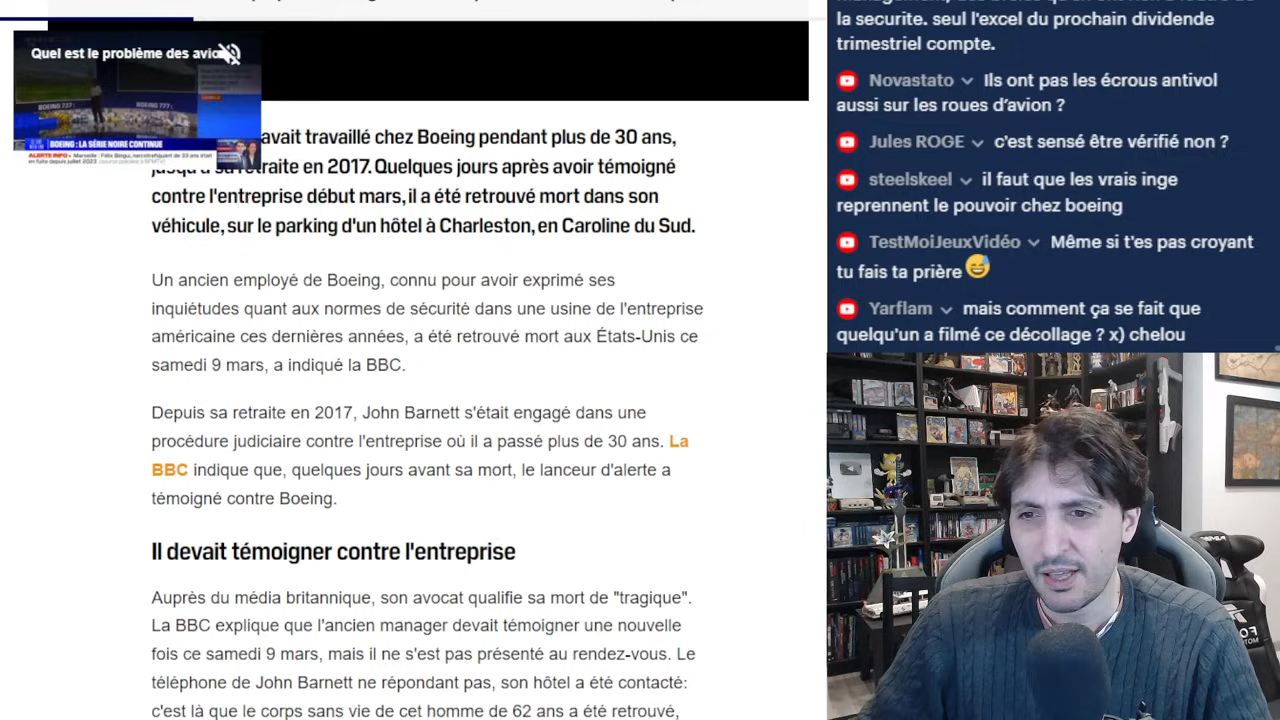 Quel est le problème des avio
BOEING 737 :
BOEING 777 :
BOEING : LA SÉRIE NOIRE CONTINUE
ALERTE INFO Marseille : Félix Bingui, narcotrafiquant de 33 ans était
en fuite depuis juillet 2023
avait travaillé chez Boeing pendant plus de 30 ans,
jusqu'à sa retraite en 2017. Quelques jours après avoir témoigné
contre l'entreprise début mars, il a été retrouvé mort dans son
véhicule, sur le parking d'un hôtel à Charleston, en Caroline du Sud.
Un ancien employé de Boeing, connu pour avoir exprimé ses
inquiétudes quant aux normes de sécurité dans une usine de l'entreprise
américaine ces dernières années, a été retrouvé mort aux États-Unis ce
samedi 9 mars, a indiqué la BBC.
Depuis sa retraite en 2017, John Barnett s'était engagé dans une
procédure judiciaire contre l'entreprise où il a passé plus de 30 ans. La
BBC indique que, quelques jours avant sa mort, le lanceur d'alerte a
témoigné contre Boeing.
Il devait témoigner contre l'entreprise
Auprès du média britannique, son avocat qualifie sa mort de "tragique".
La BBC explique que l'ancien manager devait témoigner une nouvelle
fois ce samedi 9 mars, mais il ne s'est pas présenté au rendez-vous. Le
téléphone de John Barnett ne répondant pas, son hôtel a été contacté:
c'est là que le corps sans vie de cet homme de 62 ans a été retrouvé,
la securite. seul l'excel du prochain dividende
trimestriel compte.
Novastato Ils ont pas les écrous antivol
aussi sur les roues d'avion ?
Jules ROGE c'est sensé être vérifié non ?
steelskeel il faut que les vrais inge
reprennent le pouvoir chez boeing
TestMoiJeuxVidéo Même si t'es pas croyant
tu fais ta prière 😅
Yarflam mais comment ça se fait que
quelqu'un a filmé ce décollage ? x) chelou